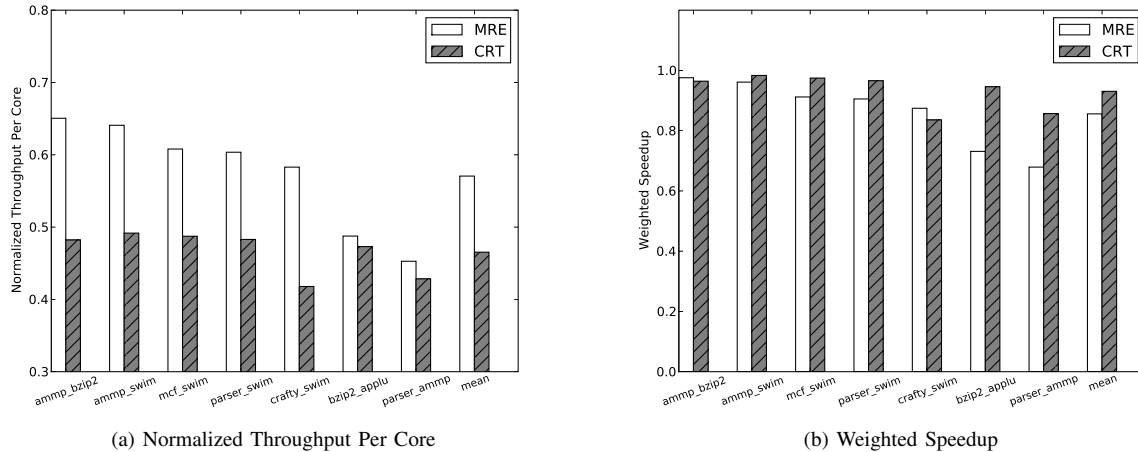 0.8
0.7
0.6
0.5
0.4
0.3
Normalized Throughput Per Core
MRE
CRT
ammp_bzip2
ammp_swim
mcf_swim
parser_swim
crafty_swim
bzip2_applu
parser_ammp
mean
(a) Normalized Throughput Per Core
1.0
0.8
0.6
0.4
0.2
0.0
Weighted Speedup
MRE
CRT
ammp_bzip2
ammp_swim
mcf_swim
parser_swim
crafty_swim
bzip2_applu
parser_ammp
mean
(b) Weighted Speedup